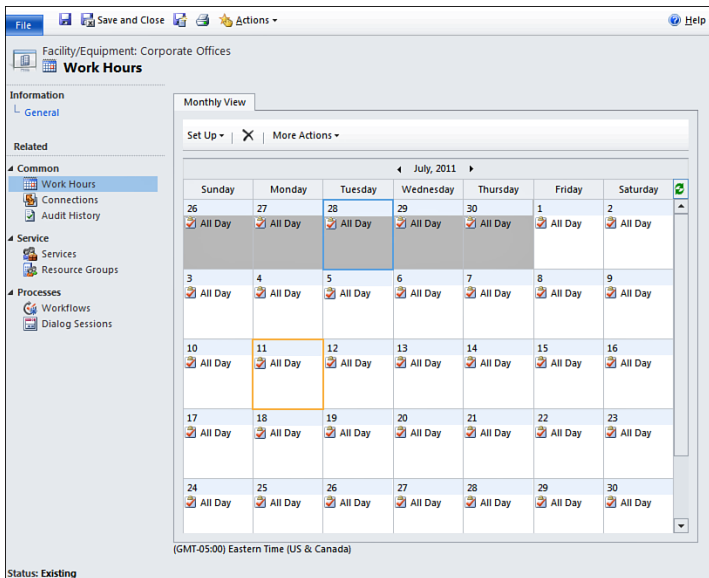 File Save and Close Actions Help
Facility/Equipment: Corporate Offices
Work Hours
Information
General
Related
Common
Work Hours
Connections
Audit History
Service
Services
Resource Groups
Processes
Workflows
Dialog Sessions
Monthly View
Set Up More Actions
July, 2011
Sunday Monday Tuesday Wednesday Thursday Friday Saturday
26 27 28 29 30 1 2
All Day All Day All Day All Day All Day All Day All Day
3 4 5 6 7 8 9
All Day All Day All Day All Day All Day All Day All Day
10 11 12 13 14 15 16
All Day All Day All Day All Day All Day All Day All Day
17 18 19 20 21 22 23
All Day All Day All Day All Day All Day All Day All Day
24 25 26 27 28 29 30
All Day All Day All Day All Day All Day All Day All Day
(GMT-05:00) Eastern Time (US & Canada)
Status: Existing